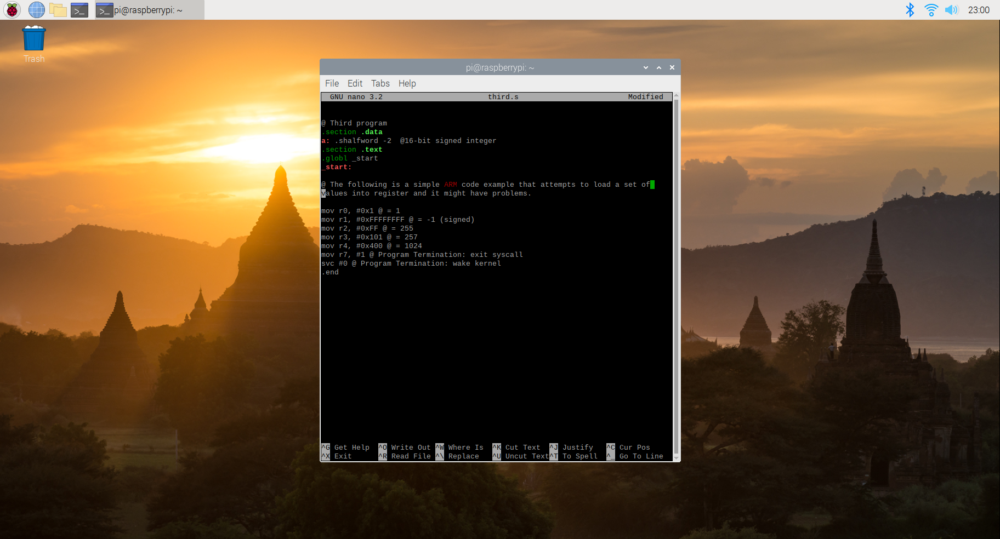 pi@raspberrypi: ~
23:00
Trash
pi@raspberrypi: ~
File Edit Tabs Help
GNU nano 3.2 third.s Modified
@ Third program
.section .data
a: .shalfword -2  @16-bit signed integer
.section .text
.globl _start
_start:
@ The following is a simple ARM code example that attempts to load a set of
values into register and it might have problems.
mov r0, #0x1 @ = 1
mov r1, #0xFFFFFFFF @ = -1 (signed)
mov r2, #0xFF @ = 255
mov r3, #0x101 @ = 257
mov r4, #0x400 @ = 1024
mov r7, #1 @ Program Termination: exit syscall
svc #0 @ Program Termination: wake kernel
.end
^G Get Help ^O Write Out ^W Where Is ^K Cut Text ^J Justify ^C Cur Pos
^X Exit ^R Read File ^\ Replace ^U Uncut Text ^T To Spell ^_ Go To Line